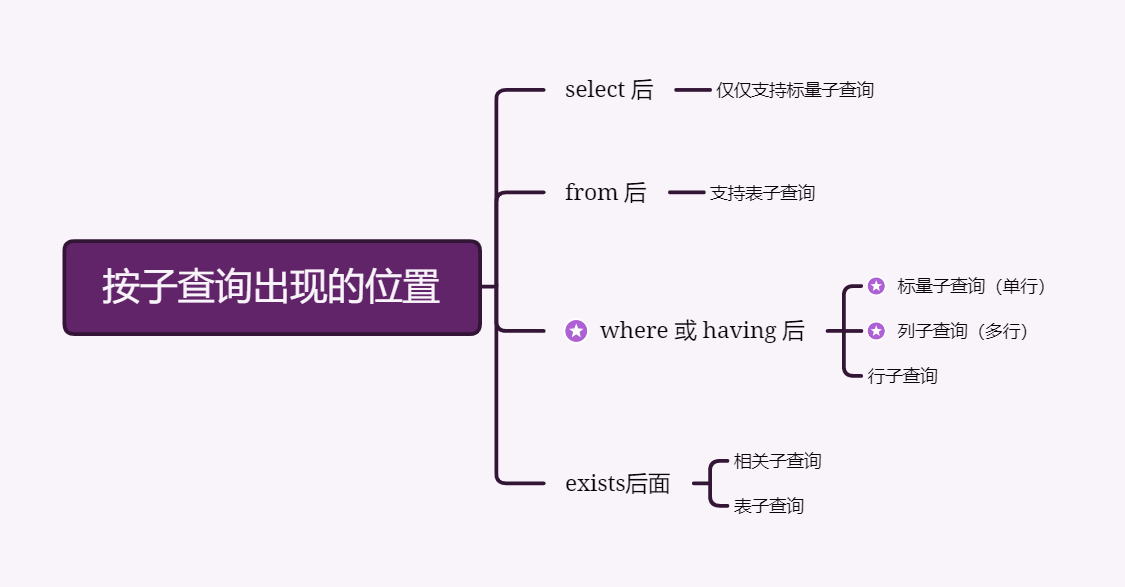 按子查询出现的位置
select 后
仅仅支持标量子查询
from 后
支持表子查询
where 或 having 后
标量子查询（单行）
列子查询（多行）
行子查询
exists后面
相关子查询
表子查询